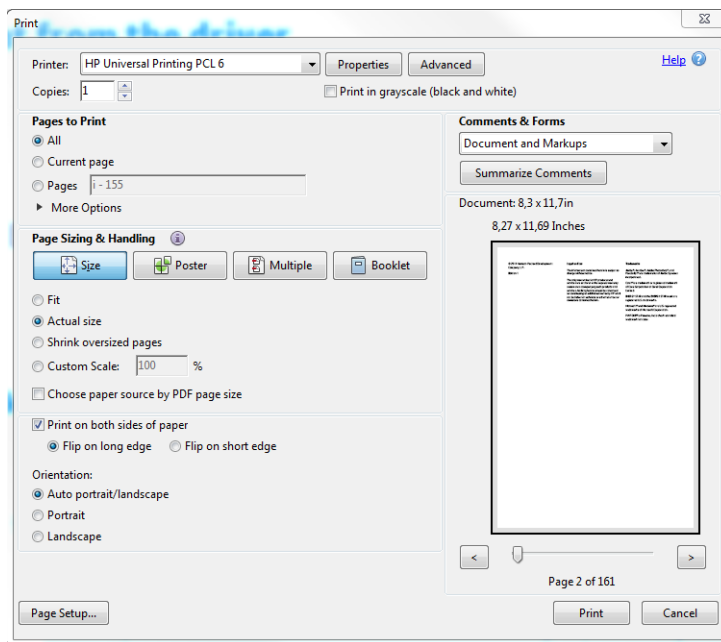 Print
t from the driver
Printer: HP Universal Printing PCL 6 Properties Advanced Help
Copies: 1 Print in grayscale (black and white)
Pages to Print
All
Current page
Pages i - 155
More Options
Page Sizing & Handling
Size Poster Multiple Booklet
Fit
Actual size
Shrink oversized pages
Custom Scale: 100 %
Choose paper source by PDF page size
Print on both sides of paper
Flip on long edge Flip on short edge
Orientation:
Auto portrait/landscape
Portrait
Landscape
Comments & Forms
Document and Markups
Summarize Comments
Document: 8,3 x 11,7in
8,27 x 11,69 Inches
< >
Page 2 of 161
Page Setup... Print Cancel